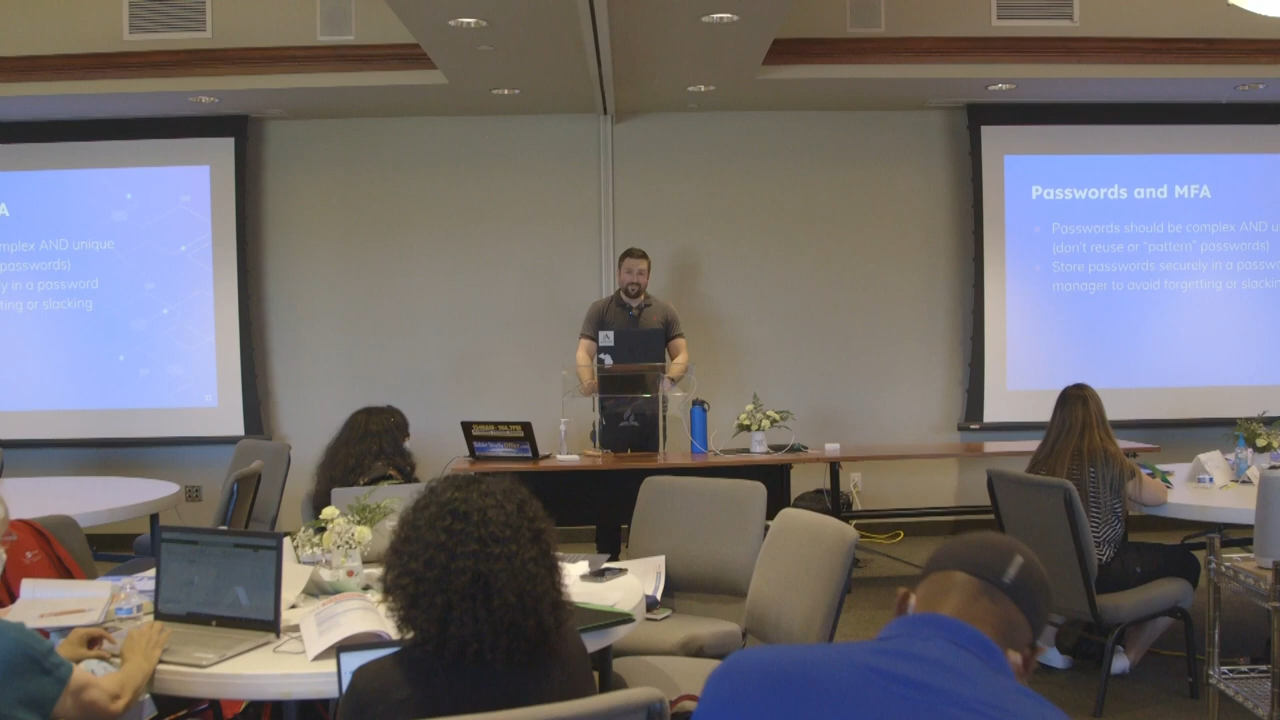 A
mplex AND unique
passwords)
y in a password
ting or slacking
Passwords and MFA
Passwords should be complex AND u
(don't reuse or "pattern" passwords)
Store passwords securely in a passwo
manager to avoid forgetting or slackin